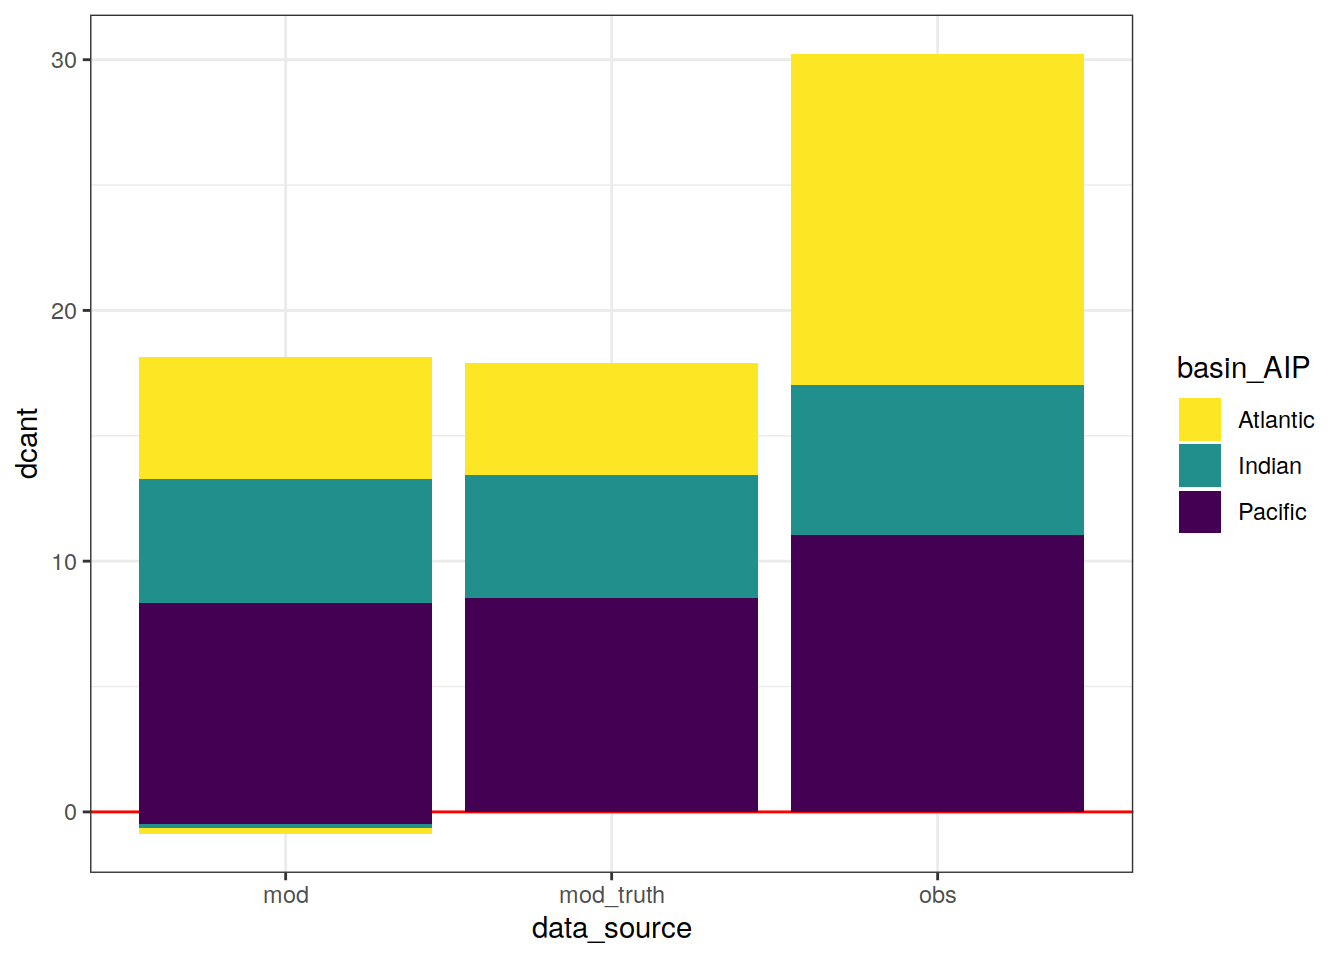 30
20
10
0
dcant
mod
mod_truth
obs
data_source
basin_AIP
Atlantic
Indian
Pacific